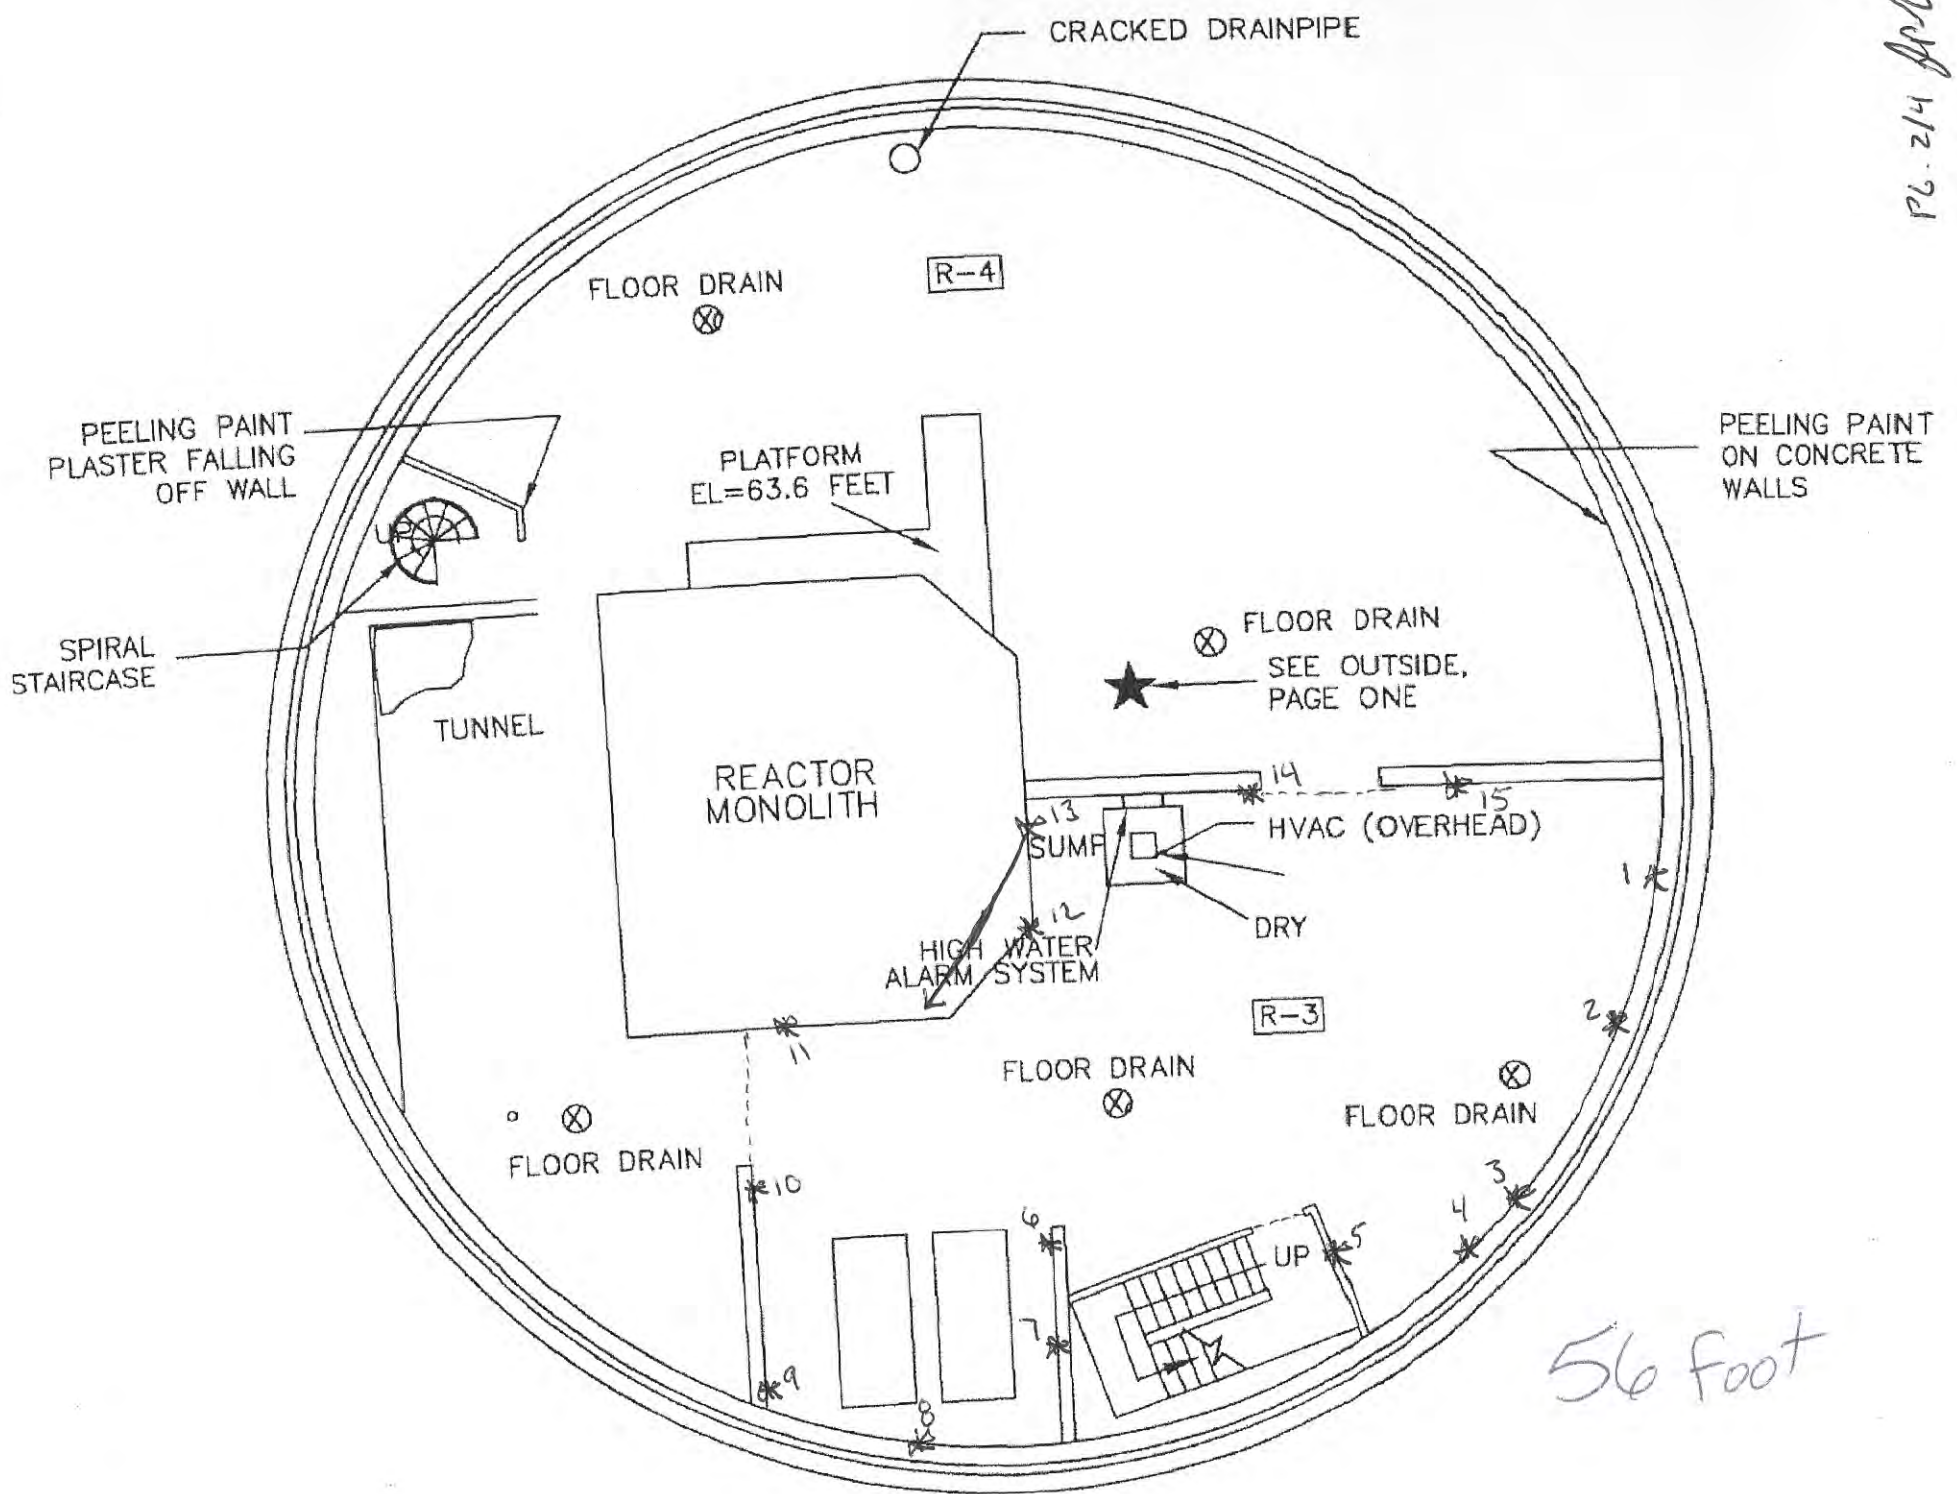 CRACKED DRAINPIPE
PG. 2/4
FLOOR DRAIN
R-4
PEELING PAINT
PLASTER FALLING
OFF WALL
PLATFORM
EL=63.6 FEET
PEELING PAINT
ON CONCRETE
WALLS
UP
SPIRAL
STAIRCASE
FLOOR DRAIN
SEE OUTSIDE,
PAGE ONE
TUNNEL
REACTOR
MONOLITH
14
15
13
SUMP
HVAC (OVERHEAD)
1
12
DRY
HIGH WATER
ALARM SYSTEM
R-3
2
11
FLOOR DRAIN
FLOOR DRAIN
FLOOR DRAIN
10
3
4
6
UP
5
7
9
8
56 Foot